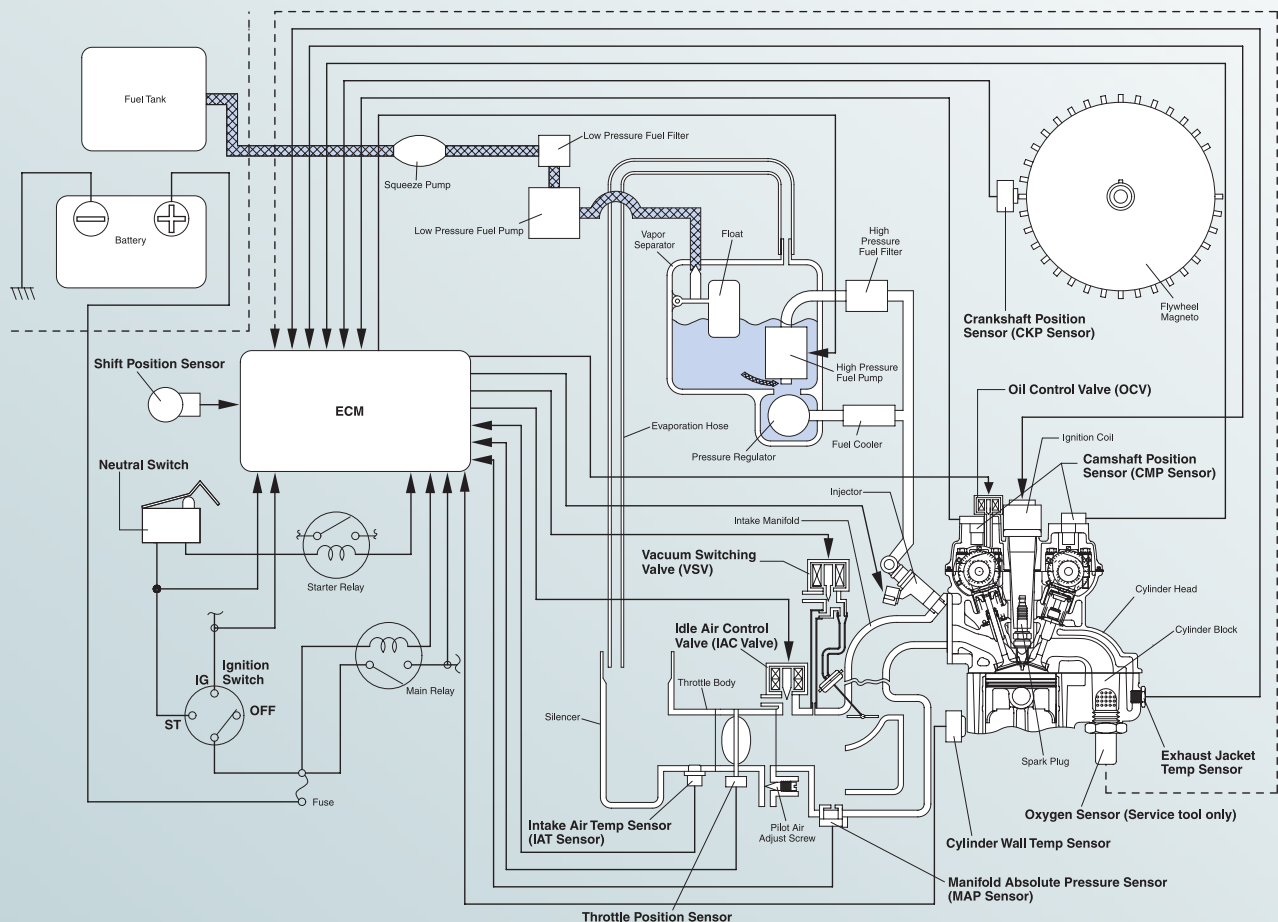 Fuel Tank
Low Pressure Fuel Filter
Squeeze Pump
Battery
Low Pressure Fuel Pump
Vapor
Separator
Float
High
Pressure
Fuel Filter
Flywheel
Magneto
Crankshaft Position
Sensor (CKP Sensor)
Shift Position Sensor
ECM
High Pressure
Fuel Pump
Oil Control Valve (OCV)
Evaporation Hose
Fuel Cooler
Ignition Coil
Pressure Regulator
Camshaft Position
Sensor (CMP Sensor)
Neutral Switch
Injector
Intake Manifold
Starter Relay
Vacuum Switching
Valve (VSV)
Cylinder Head
Idle Air Control
Valve (IAC Valve)
Cylinder Block
IG
Ignition
Switch
Main Relay
Throttle Body
OFF
ST
Silencer
Spark Plug
Exhaust Jacket
Temp Sensor
Fuse
Intake Air Temp Sensor
(IAT Sensor)
Pilot Air
Adjust Screw
Oxygen Sensor (Service tool only)
Cylinder Wall Temp Sensor
Manifold Absolute Pressure Sensor
(MAP Sensor)
Throttle Position Sensor